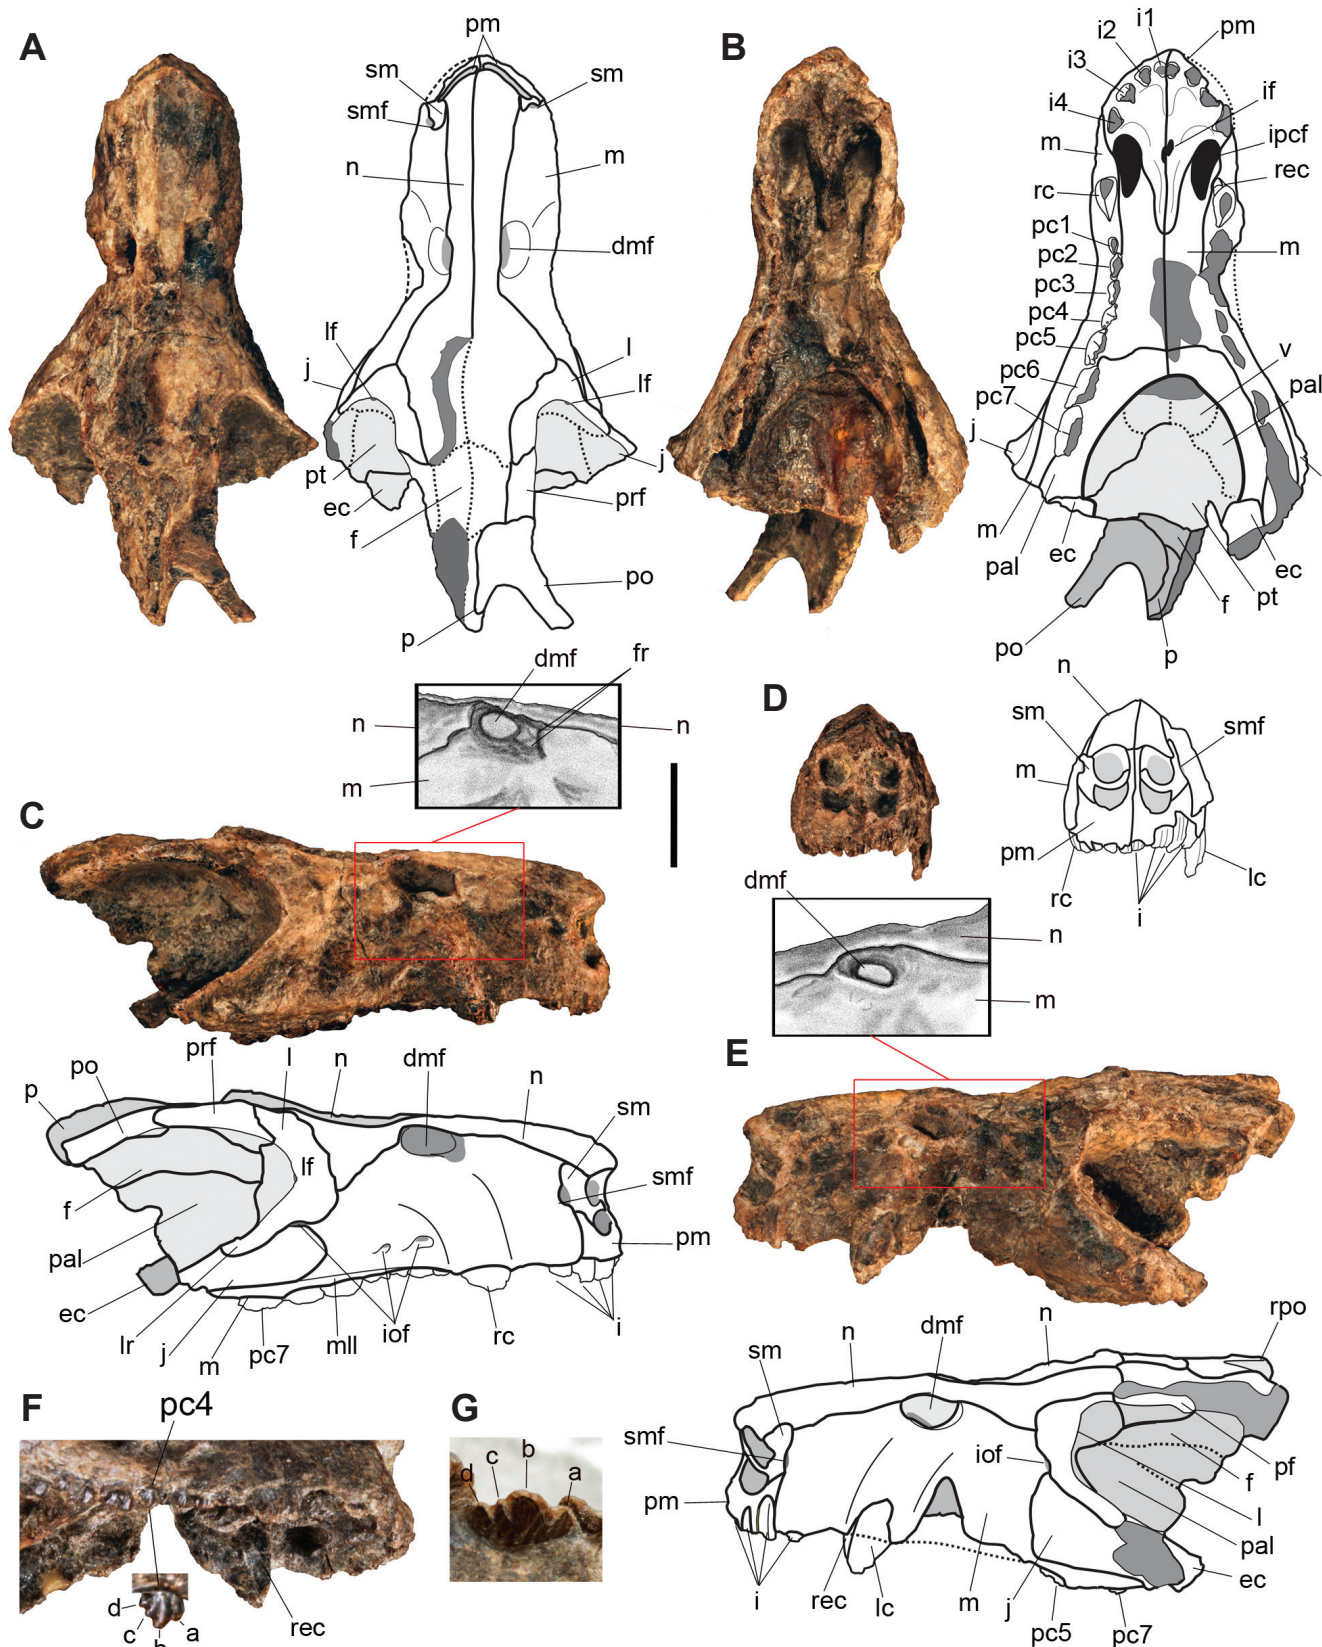 A
pm
sm
sm
smf
n
m
dmf
lf
l
lf
j
j
pt
ec
prf
f
po
p
B
i1
i2
pm
i3
i4
if
m
ipcf
rec
rc
pc1
m
pc2
pc3
pc4
pc5
v
pc6
pal
pc7
j
m
ec
ec
pal
pt
f
po
p
dmf
fr
n
n
m
C
D
n
sm
smf
m
pm
rc
i
lc
dmf
n
m
prf
l
n
dmf
n
po
p
sm
lf
smf
f
pal
pm
ec
lr
j
m
pc7
mll
iof
rc
i
E
rpo
n
dmf
n
sm
smf
iof
pf
f
pm
l
pal
ec
i
rec
lc
m
j
pc5
pc7
F
pc4
d
c
b
a
rec
G
b
c
d
a